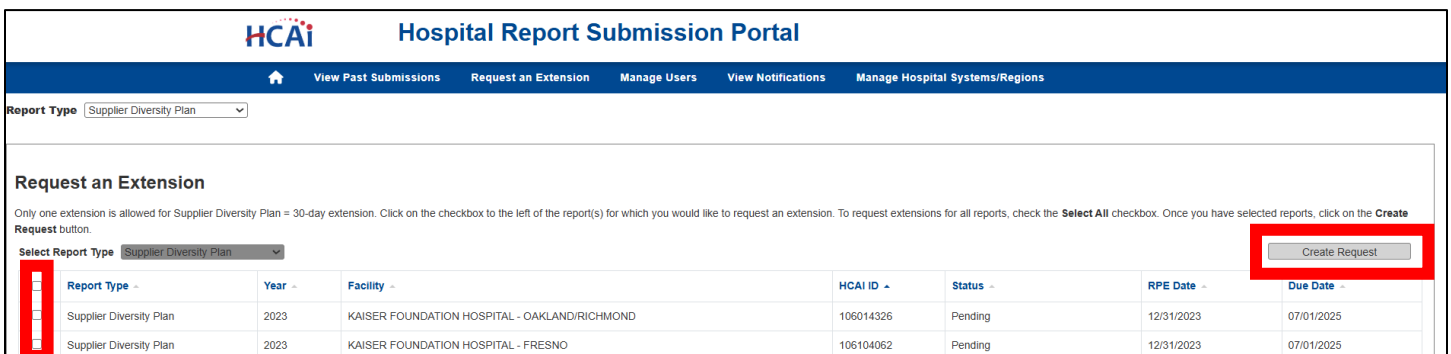 HCAi Hospital Report Submission Portal
View Past Submissions Request an Extension Manage Users View Notifications Manage Hospital Systems/Regions
Report Type Supplier Diversity Plan
Request an Extension
Only one extension is allowed for Supplier Diversity Plan = 30-day extension. Click on the checkbox to the left of the report(s) for which you would like to request an extension. To request extensions for all reports, check the Select All checkbox. Once you have selected reports, click on the Create
Request button.
Select Report Type Supplier Diversity Plan Create Request
Report Type Year Facility HCAI ID Status RPE Date Due Date
Supplier Diversity Plan 2023 KAISER FOUNDATION HOSPITAL - OAKLAND/RICHMOND 106014326 Pending 12/31/2023 07/01/2025
Supplier Diversity Plan 2023 KAISER FOUNDATION HOSPITAL - FRESNO 106104062 Pending 12/31/2023 07/01/2025